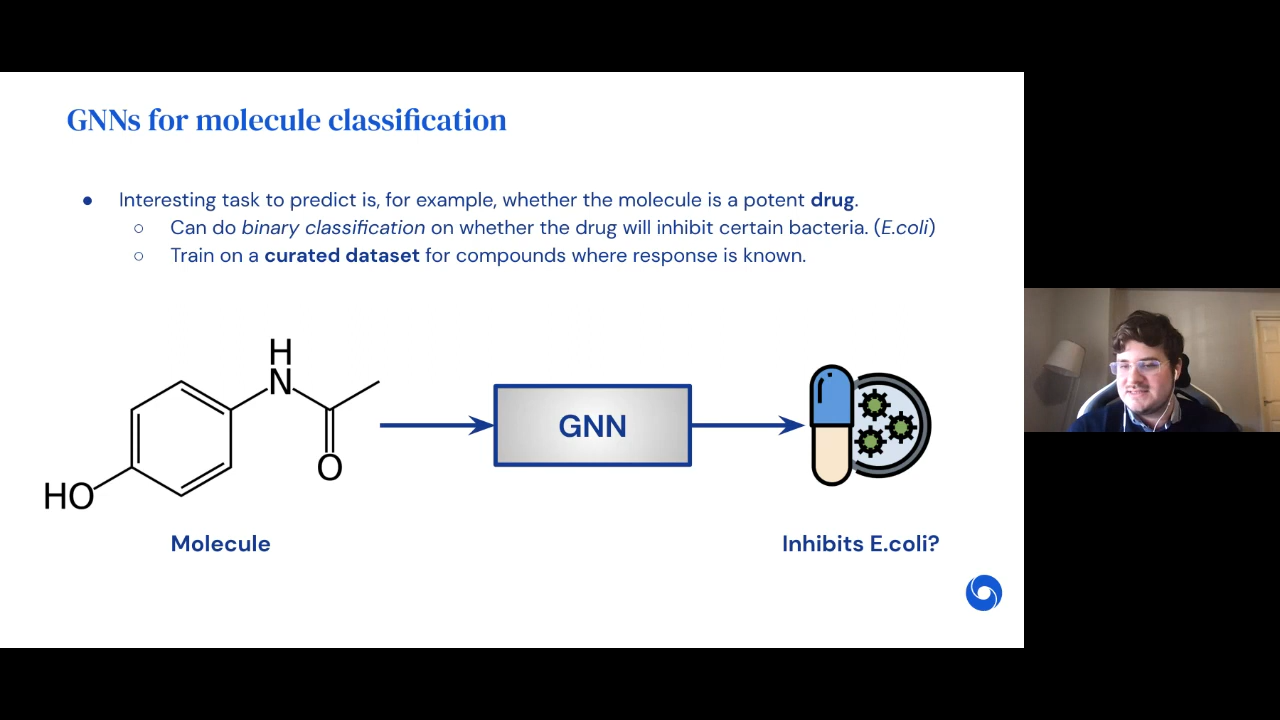 GNNs for molecule classification
● Interesting task to predict is, for example, whether the molecule is a potent drug.
○ Can do binary classification on whether the drug will inhibit certain bacteria. (E.coli)
○ Train on a curated dataset for compounds where response is known.
H
N
O
HO
GNN
Molecule
Inhibits E.coli?